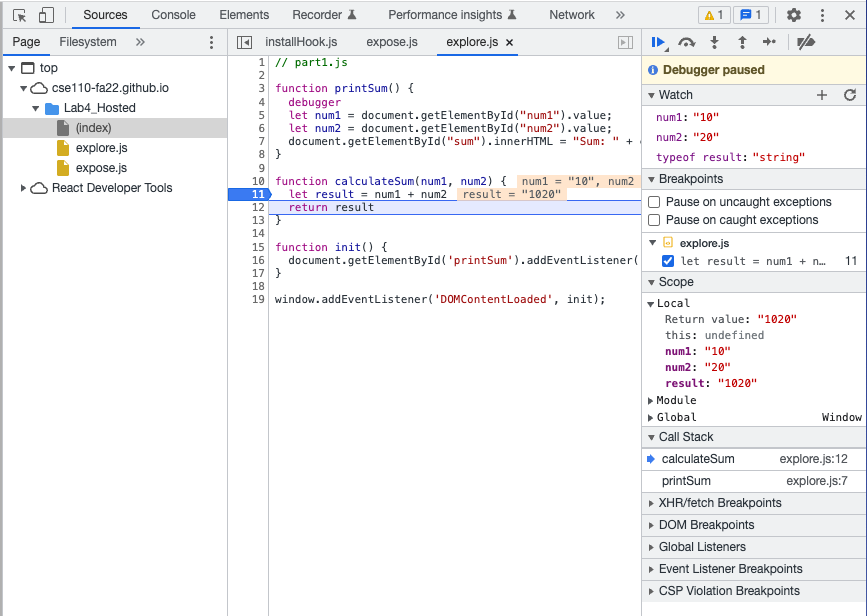 Sources Console Elements Recorder Performance insights Network » 1 1
Page Filesystem »
installHook.js expose.js explore.js ×
top
cse110-fa22.github.io
Lab4_Hosted
(index)
explore.js
expose.js
React Developer Tools
1 // part1.js
2
3 function printSum() {
4 debugger
5 let num1 = document.getElementById("num1").value;
6 let num2 = document.getElementById("num2").value;
7 document.getElementById("sum").innerHTML = "Sum: " +
8 }
9
10 function calculateSum(num1, num2) { num1 = "10", num2
11 let result = num1 + num2 result = "1020"
12 return result
13 }
14
15 function init() {
16 document.getElementById('printSum').addEventListener(
17 }
18
19 window.addEventListener('DOMContentLoaded', init);
Debugger paused
Watch
num1: "10"
num2: "20"
typeof result: "string"
Breakpoints
Pause on uncaught exceptions
Pause on caught exceptions
explore.js
let result = num1 + n… 11
Scope
Local
Return value: "1020"
this: undefined
num1: "10"
num2: "20"
result: "1020"
Module
Global Window
Call Stack
calculateSum explore.js:12
printSum explore.js:7
XHR/fetch Breakpoints
DOM Breakpoints
Global Listeners
Event Listener Breakpoints
CSP Violation Breakpoints